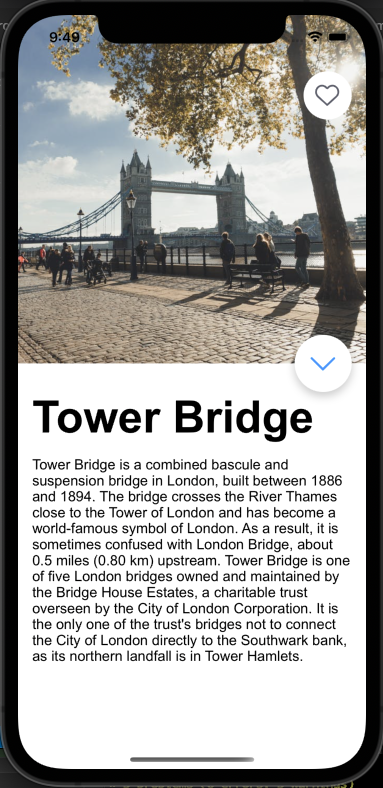 9:49
Tower Bridge
Tower Bridge is a combined bascule and
suspension bridge in London, built between 1886
and 1894. The bridge crosses the River Thames
close to the Tower of London and has become a
world-famous symbol of London. As a result, it is
sometimes confused with London Bridge, about
0.5 miles (0.80 km) upstream. Tower Bridge is one
of five London bridges owned and maintained by
the Bridge House Estates, a charitable trust
overseen by the City of London Corporation. It is
the only one of the trust's bridges not to connect
the City of London directly to the Southwark bank,
as its northern landfall is in Tower Hamlets.